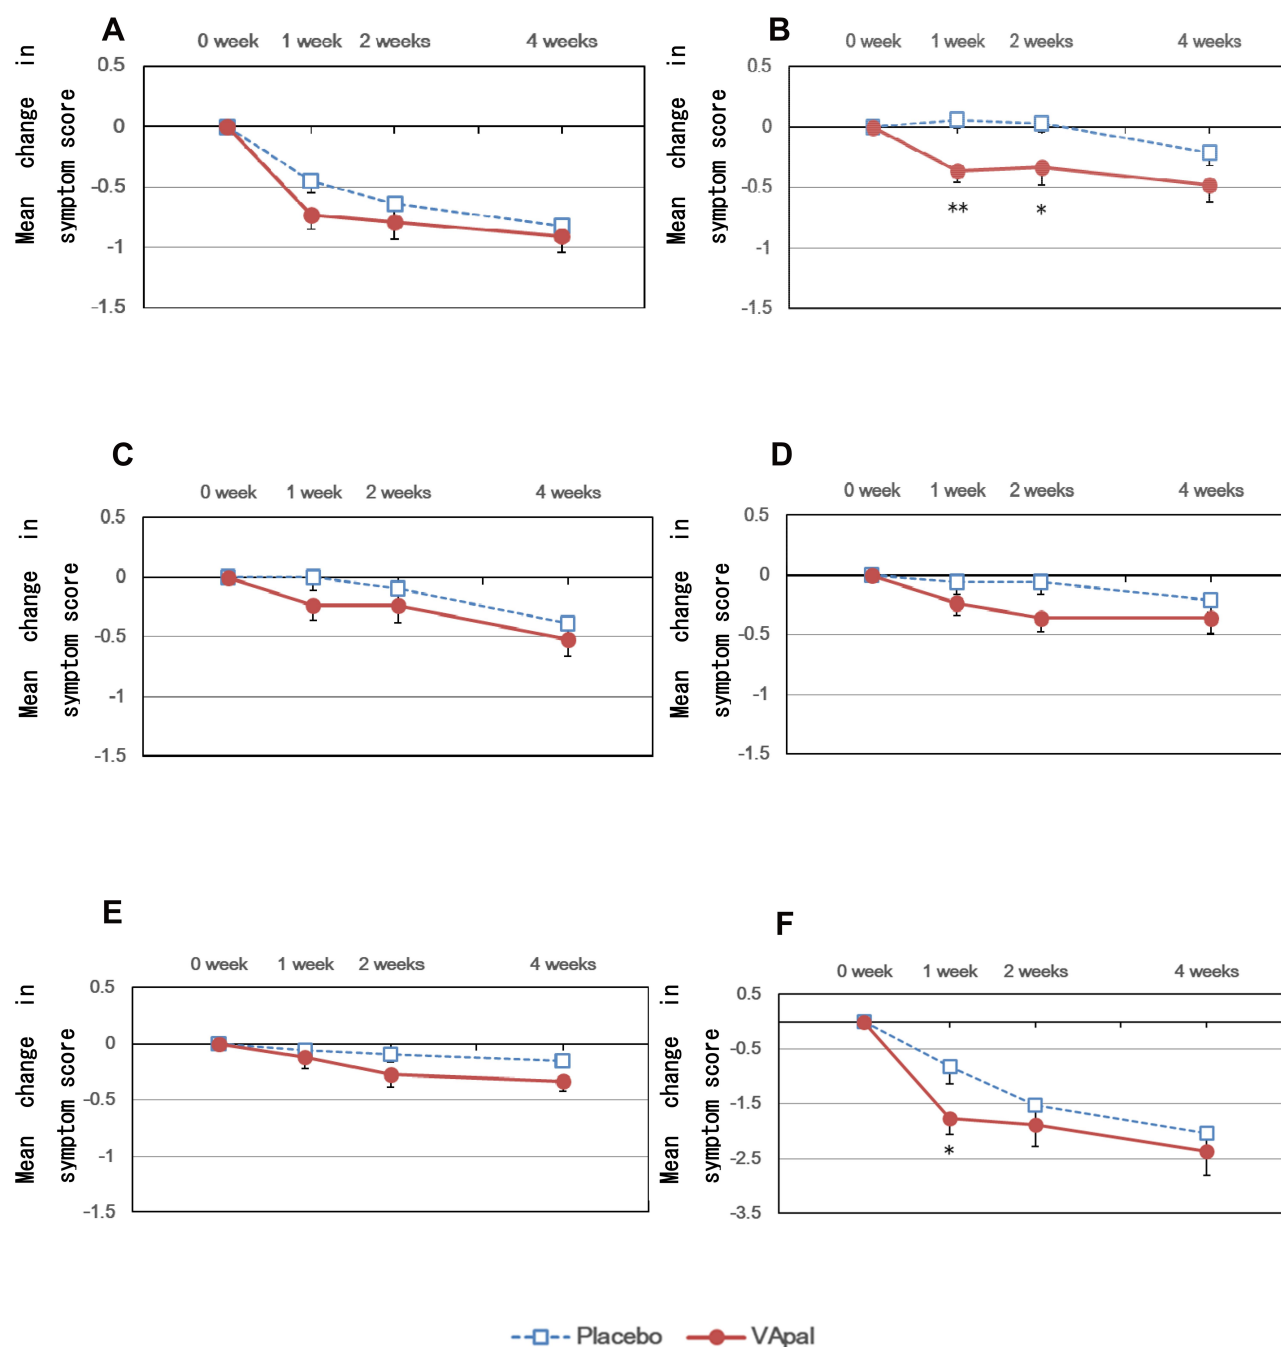 A
0 week 1 week 2 weeks 4 weeks
0.5
0
-0.5
-1
-1.5
Mean change in
symptom score
B
0 week 1 week 2 weeks 4 weeks
0.5
0
-0.5
-1
-1.5
Mean change in
symptom score
** *
C
0 week 1 week 2 weeks 4 weeks
0.5
0
-0.5
-1
-1.5
Mean change in
symptom score
D
0 week 1 week 2 weeks 4 weeks
0.5
0
-0.5
-1
-1.5
Mean change in
symptom score
E
0 week 1 week 2 weeks 4 weeks
0.5
0
-0.5
-1
-1.5
Mean change in
symptom score
F
0 week 1 week 2 weeks 4 weeks
0.5
-0.5
-1.5
-2.5
-3.5
Mean change in
symptom score
*
Placebo VApal